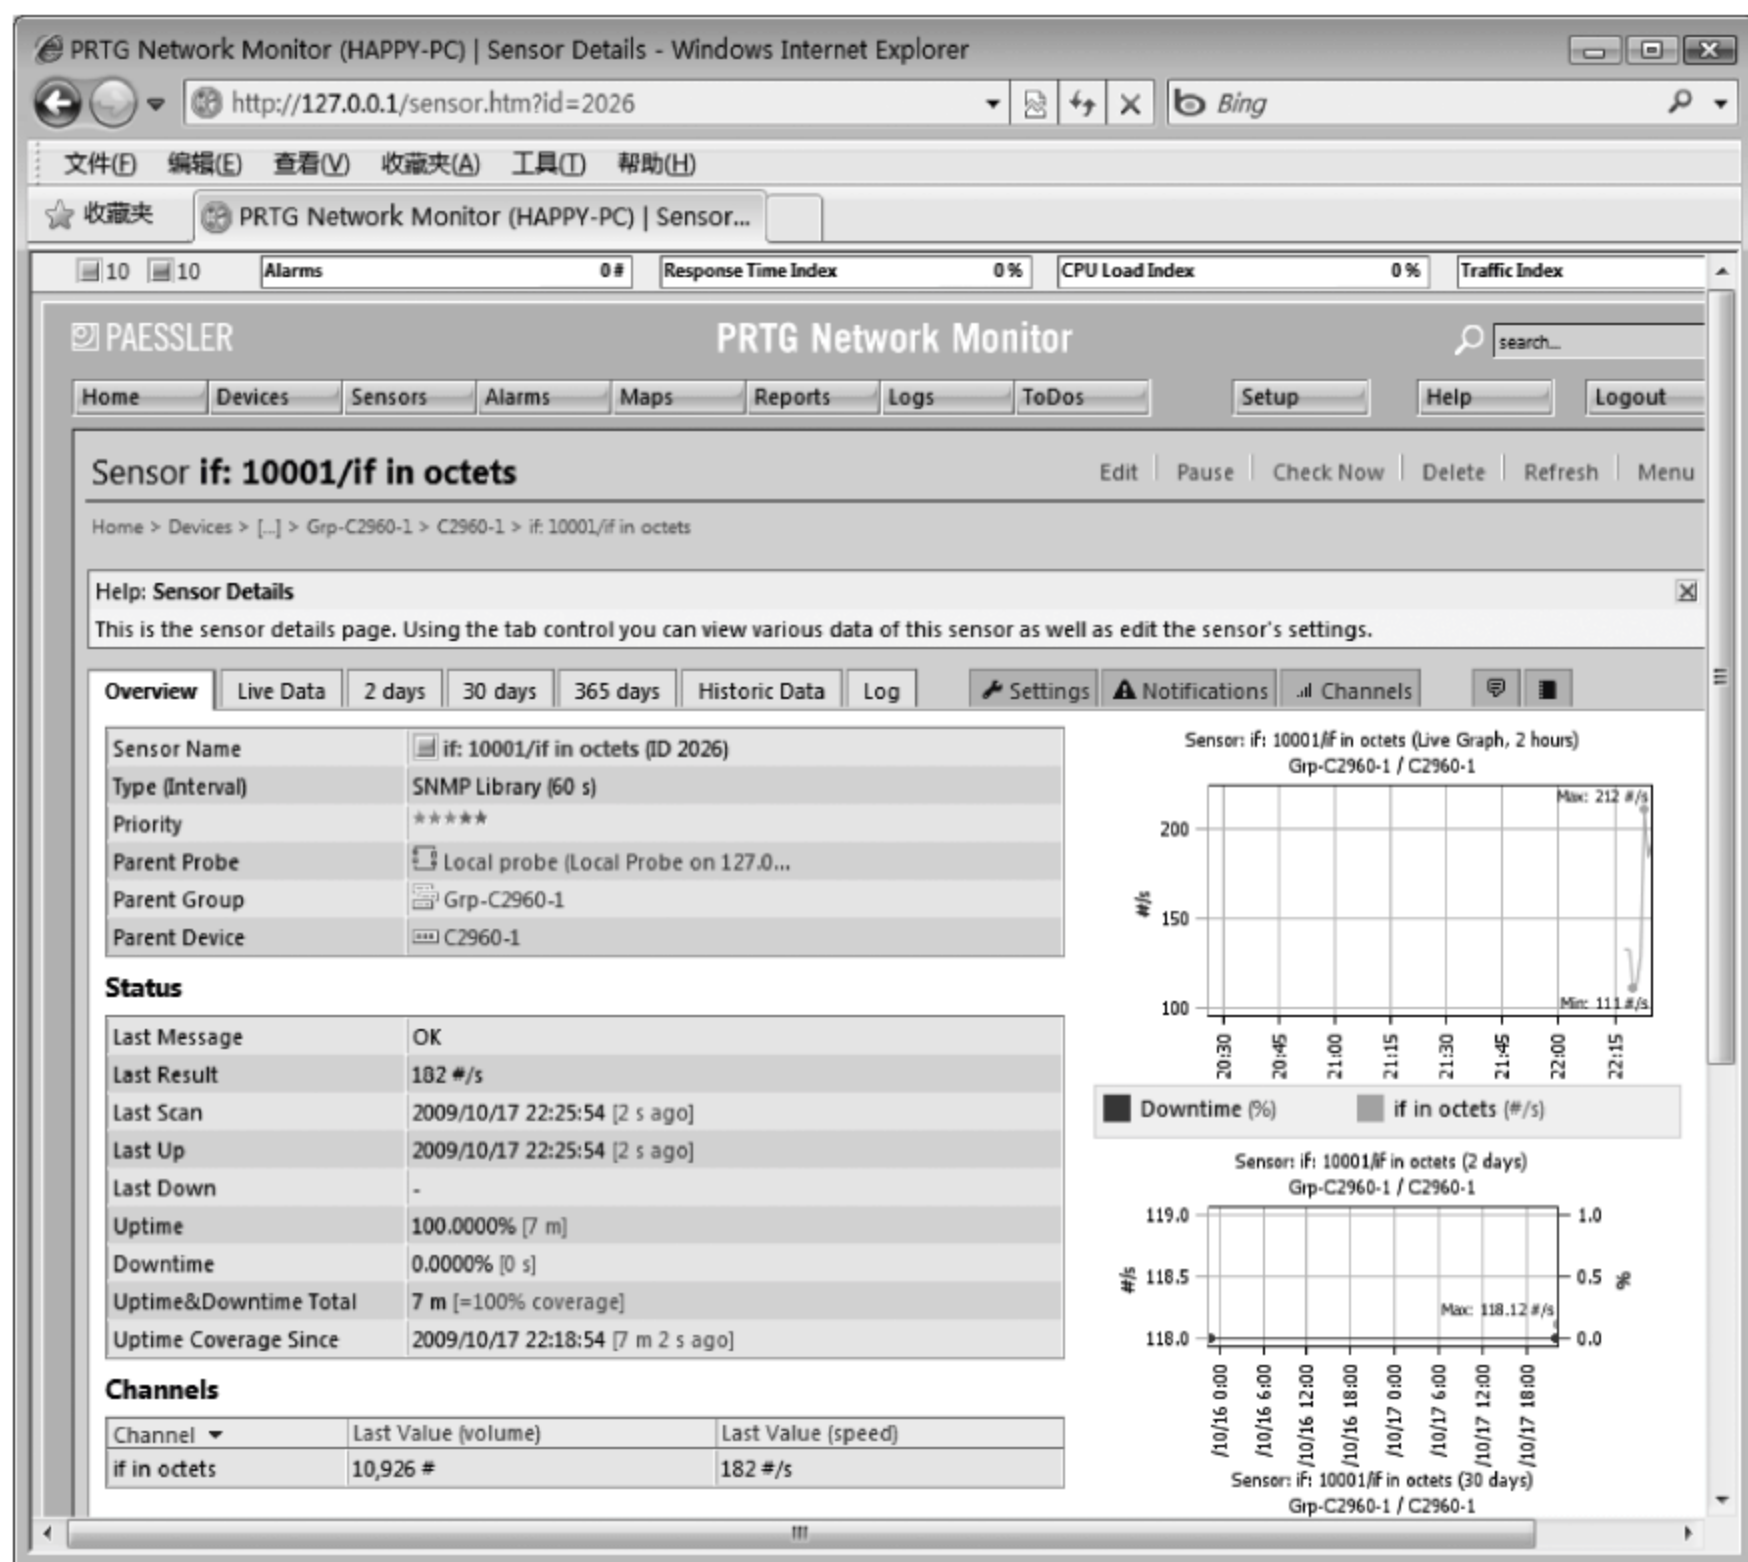 PRTG Network Monitor (HAPPY-PC) | Sensor Details - Windows Internet Explorer
http://127.0.0.1/sensor.htm?id=2026
Bing
文件(F) 编辑(E) 查看(V) 收藏夹(A) 工具(T) 帮助(H)
收藏夹 PRTG Network Monitor (HAPPY-PC) | Sensor...
10 10 Alarms 0 # Response Time Index 0 % CPU Load Index 0 % Traffic Index
PAESSLER PRTG Network Monitor search...
Home Devices Sensors Alarms Maps Reports Logs ToDos Setup Help Logout
Sensor if: 10001/if in octets Edit | Pause | Check Now | Delete | Refresh | Menu
Home > Devices > [...] > Grp-C2960-1 > C2960-1 > if: 10001/if in octets
Help: Sensor Details
This is the sensor details page. Using the tab control you can view various data of this sensor as well as edit the sensor's settings.
Overview Live Data 2 days 30 days 365 days Historic Data Log Settings Notifications Channels
Sensor Name if: 10001/if in octets (ID 2026)
Type (Interval) SNMP Library (60 s)
Priority *****
Parent Probe Local probe (Local Probe on 127.0...
Parent Group Grp-C2960-1
Parent Device C2960-1
Status
Last Message OK
Last Result 182 #/s
Last Scan 2009/10/17 22:25:54 [2 s ago]
Last Up 2009/10/17 22:25:54 [2 s ago]
Last Down -
Uptime 100.0000% [7 m]
Downtime 0.0000% [0 s]
Uptime&Downtime Total 7 m [=100% coverage]
Uptime Coverage Since 2009/10/17 22:18:54 [7 m 2 s ago]
Channels
Channel Last Value (volume) Last Value (speed)
if in octets 10,926 # 182 #/s
Sensor: if: 10001/if in octets (Live Graph, 2 hours)
Grp-C2960-1 / C2960-1
Max: 212 #/s
200
#/s
150
100
Min: 111 #/s
20:30 20:45 21:00 21:15 21:30 21:45 22:00 22:15
Downtime (%) if in octets (#/s)
Sensor: if: 10001/if in octets (2 days)
Grp-C2960-1 / C2960-1
119.0 1.0
#/s 118.5 0.5 %
Max: 118.12 #/s
118.0 0.0
/10/16 0:00 /10/16 6:00 /10/16 12:00 /10/16 18:00 /10/17 0:00 /10/17 6:00 /10/17 12:00 /10/17 18:00
Sensor: if: 10001/if in octets (30 days)
Grp-C2960-1 / C2960-1